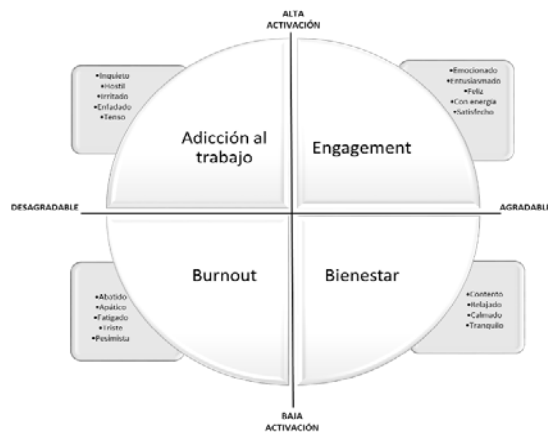 ALTA
ACTIVACIÓN
•Inquieto
•Hostil
•Irritado
•Enfadado
•Tenso
•Emocionado
•Entusiasmado
•Feliz
•Con energía
•Satisfecho
Adicción al
trabajo
Engagement
DESAGRADABLE
AGRADABLE
Burnout
Bienestar
•Abatido
•Apático
•Fatigado
•Triste
•Pesimista
•Contento
•Relajado
•Calmado
•Tranquilo
BAJA
ACTIVACIÓN